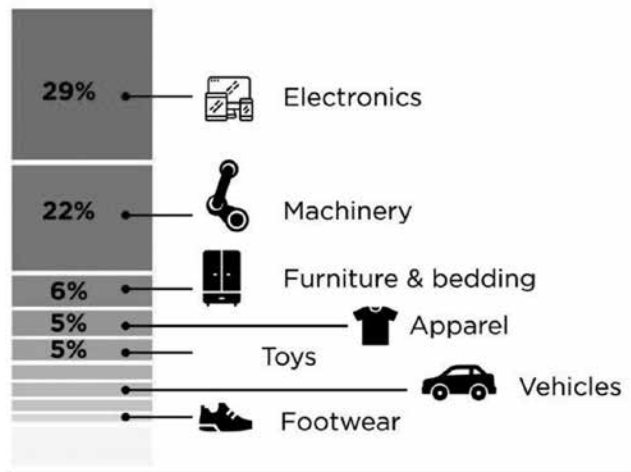 29% Electronics
22% Machinery
6% Furniture & bedding
5% Apparel
5% Toys
Vehicles
Footwear